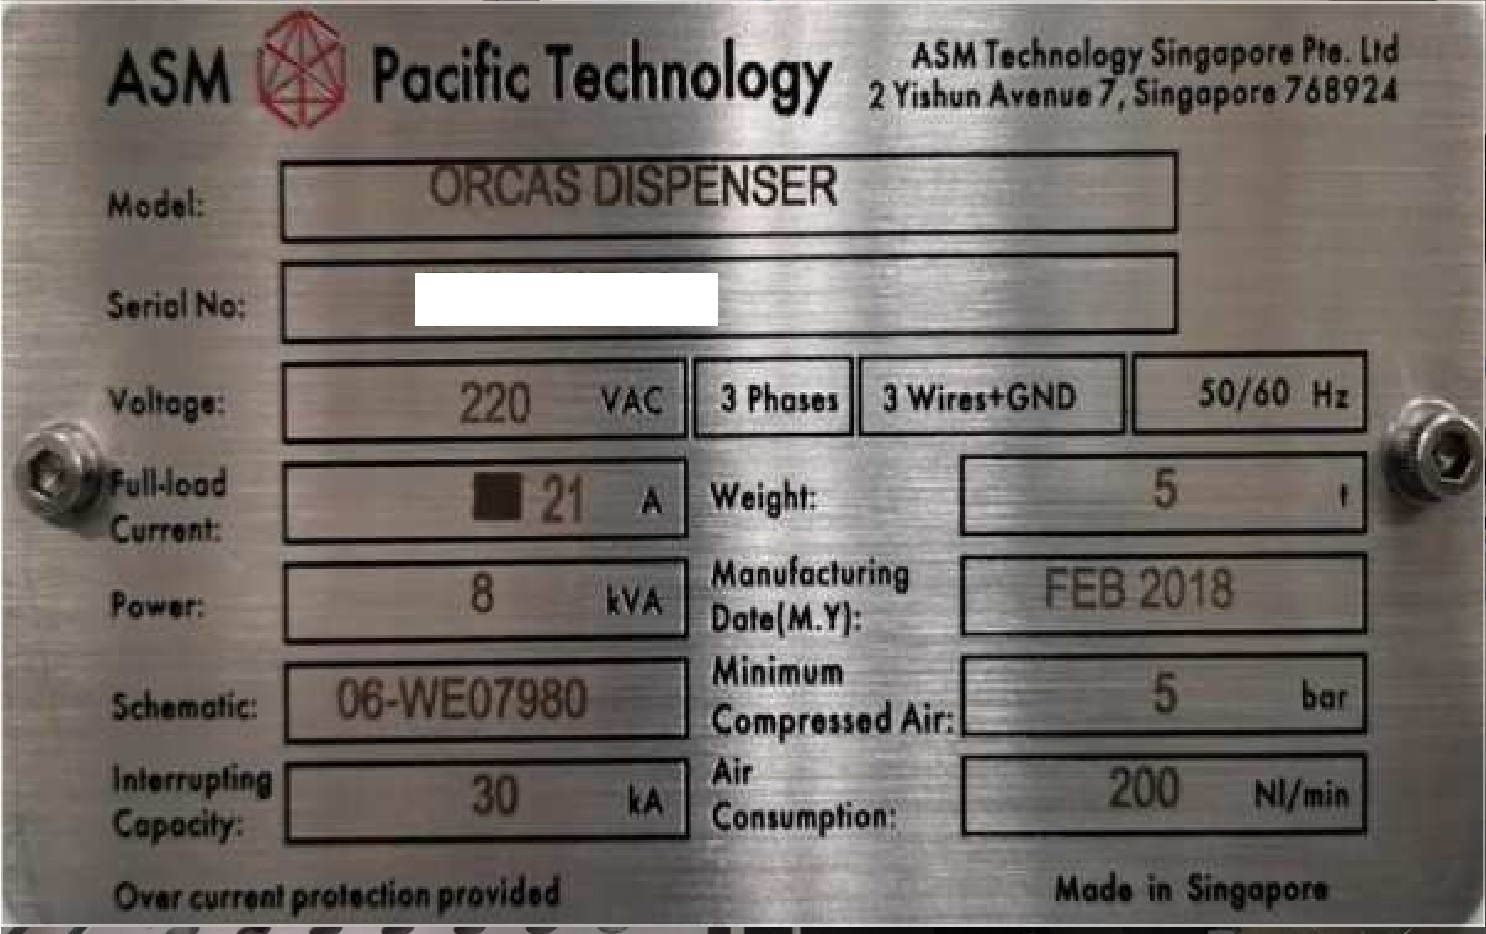 ASM Pacific Technology
ASM Technology Singapore Pte. Ltd
2 Yishun Avenue 7, Singapore 768924
Model: ORCAS DISPENSER
Serial No:
Voltage: 220 VAC 3 Phases 3 Wires+GND 50/60 Hz
Full-load Current: 21 A
Weight: 5 t
Power: 8 kVA
Manufacturing Date(M.Y): FEB 2018
Schematic: 06-WE07980
Minimum Compressed Air: 5 bar
Interrupting Capacity: 30 kA
Air Consumption: 200 Nl/min
Over current protection provided
Made in Singapore